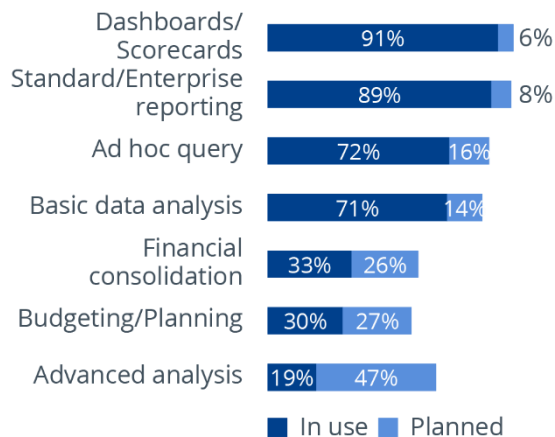 Dashboards/
Scorecards
91% 6%
Standard/Enterprise
reporting
89% 8%
Ad hoc query 72% 16%
Basic data analysis 71% 14%
Financial
consolidation
33% 26%
Budgeting/Planning 30% 27%
Advanced analysis 19% 47%
In use Planned